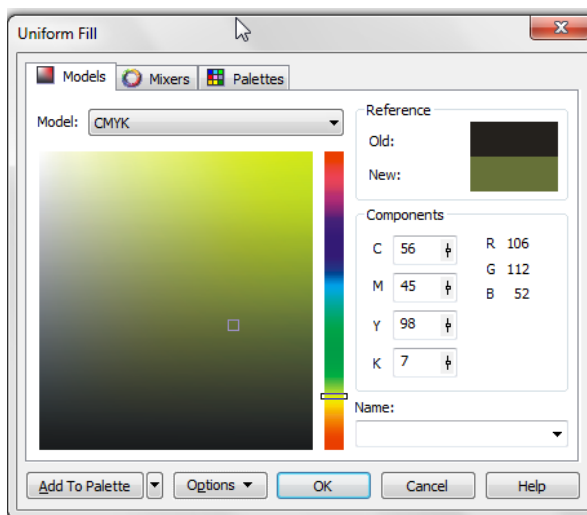 Uniform Fill
Models Mixers Palettes
Model: CMYK
Reference
Old:
New:
Components
C 56 R 106
M 45 G 112
B 52
Y 98
K 7
Name:
Add To Palette Options OK Cancel Help